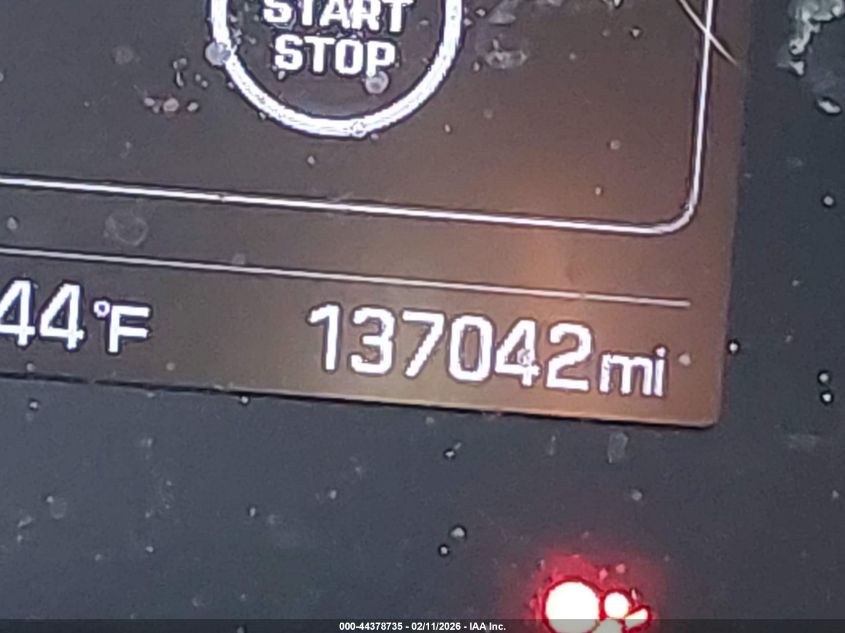 START
STOP
44°F 137042mi
000-44378735 - 02/11/2026 - IAA Inc.